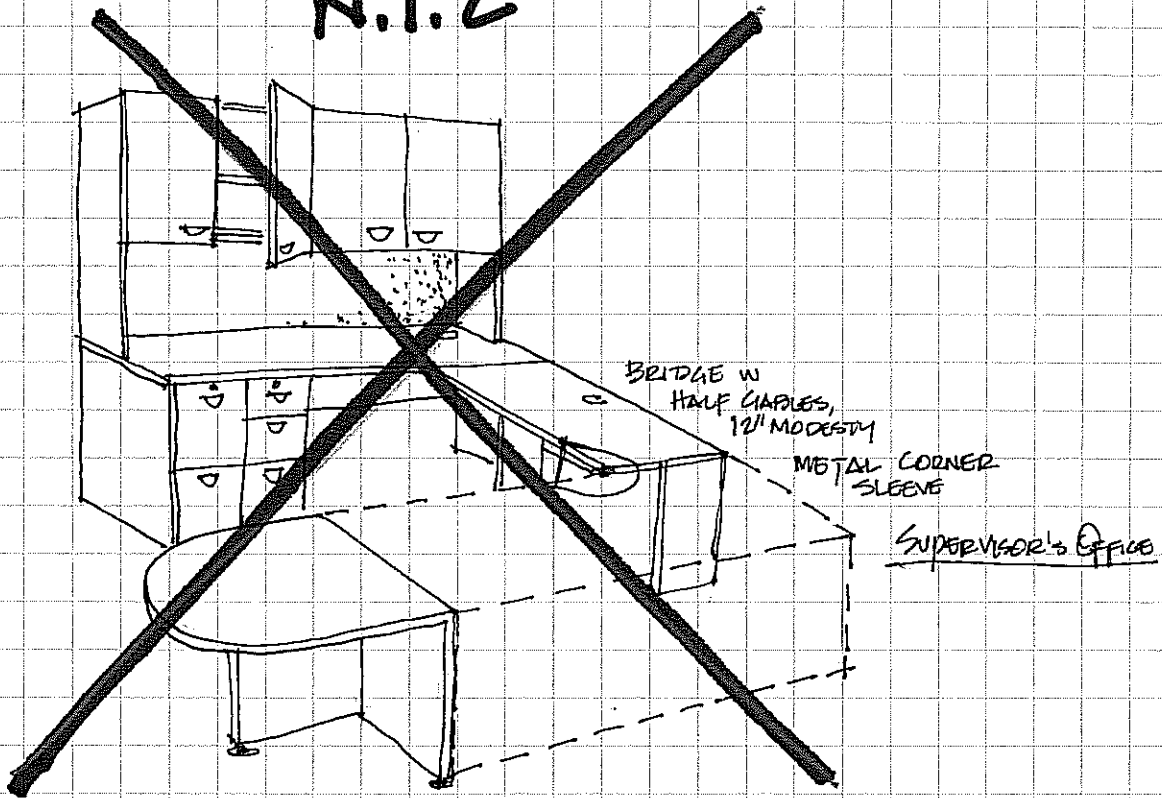 N.I.C
BRIDGE W
HALF GABLES,
12" MODESTY
METAL CORNER
SLEEVE
SUPERVISOR'S OFFICE